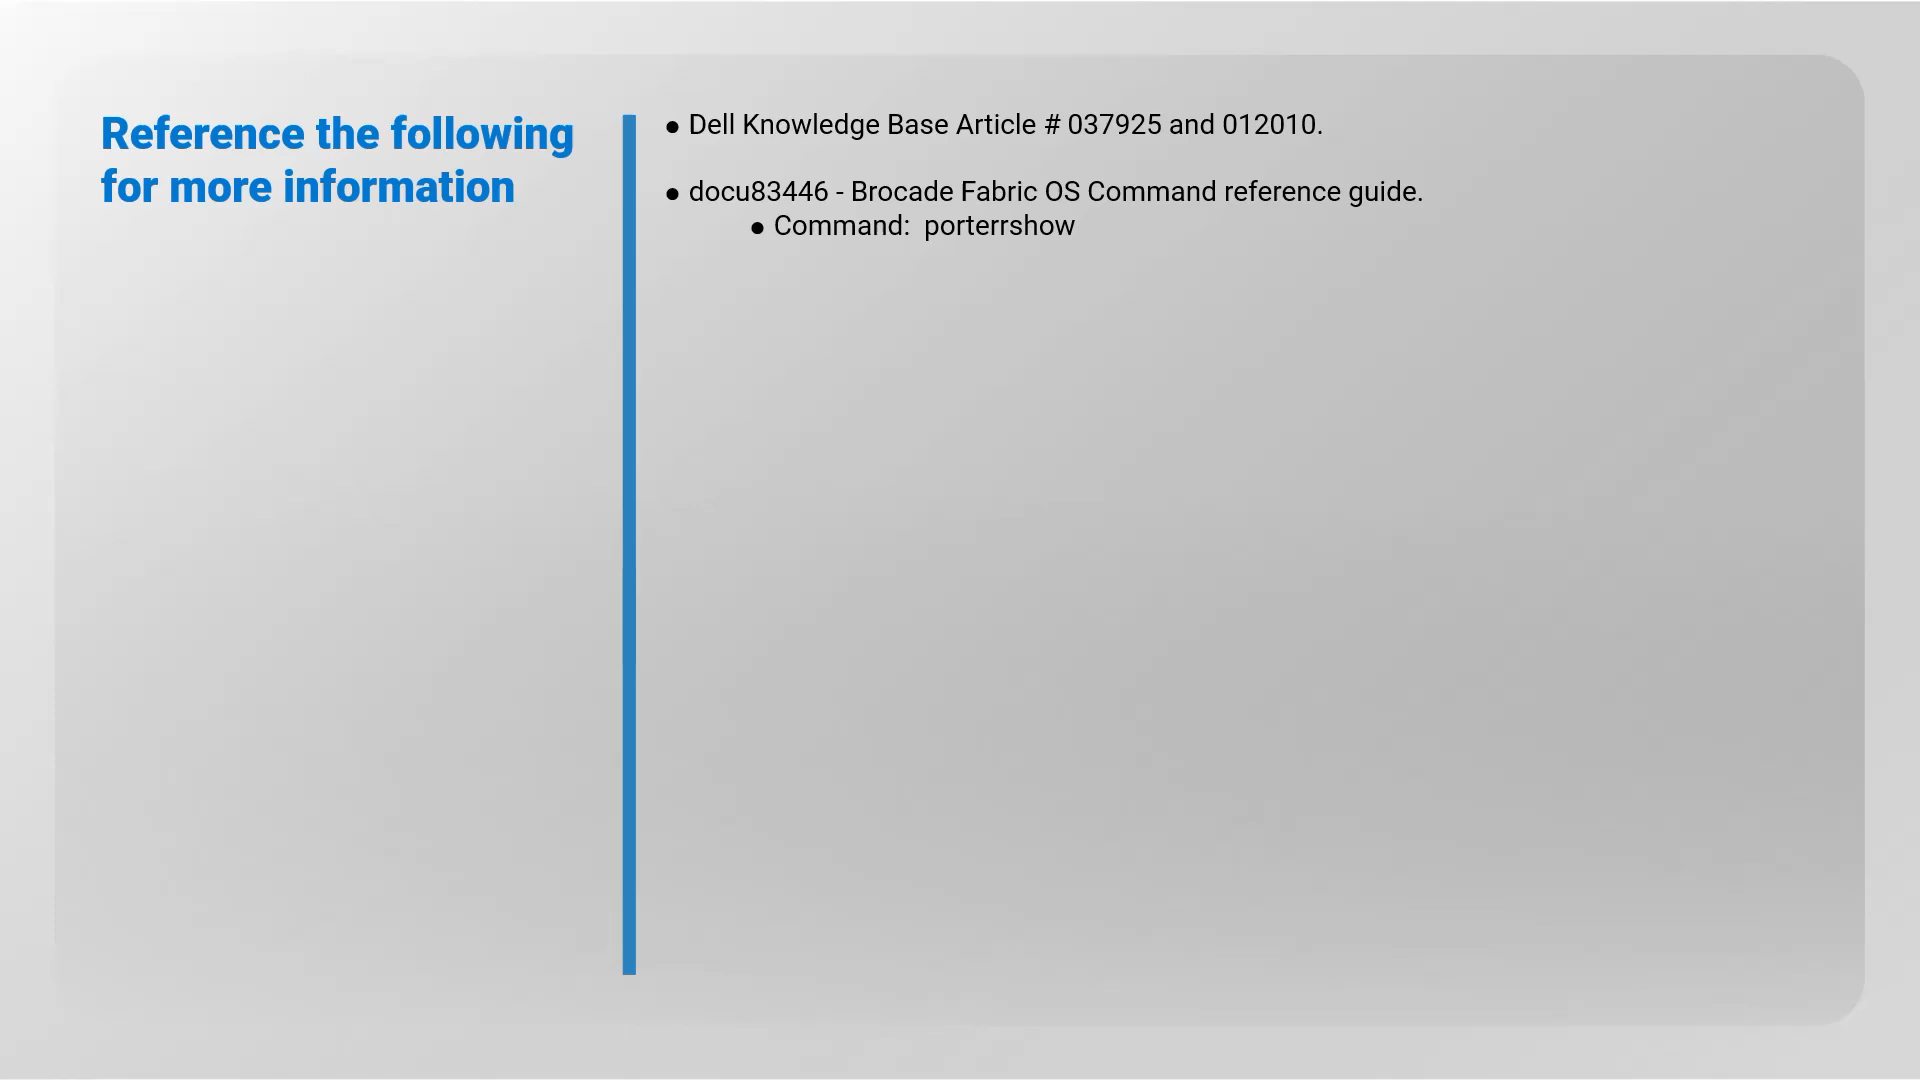 Reference the following
for more information
● Dell Knowledge Base Article # 037925 and 012010.
● docu83446 - Brocade Fabric OS Command reference guide.
● Command:  porterrshow